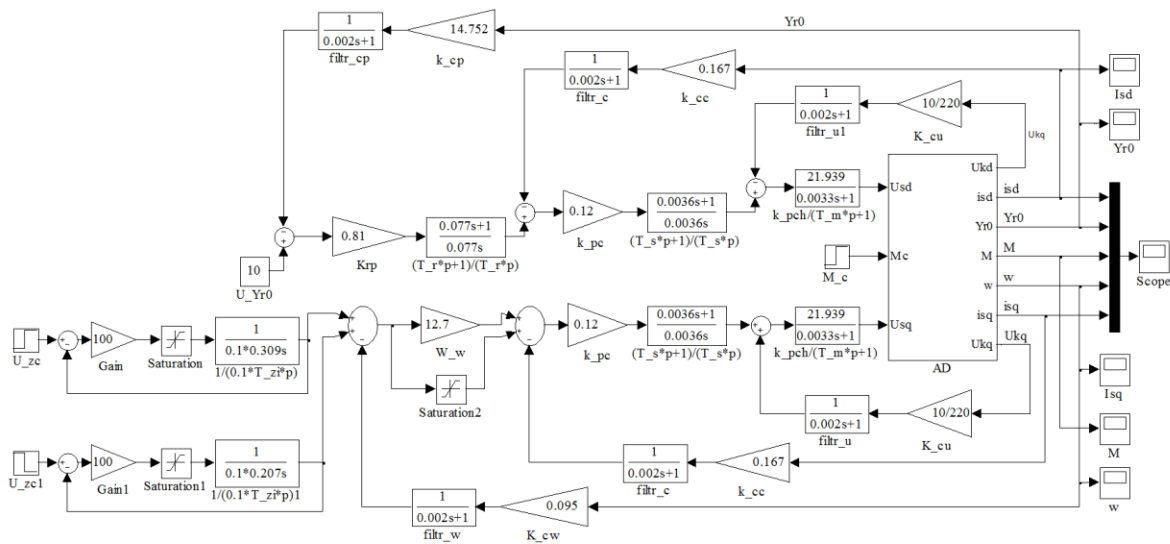 Yr0
1
0.002s+1
filtr_cp
14.752
k_cp
1
0.002s+1
filtr_c
0.167
k_cc
Isd
1
0.002s+1
filtr_u1
10/220
K_cu
Ukq
Yr0
0.81
Krp
0.077s+1
0.077s
(T_r*p+1)/(T_r*p)
0.12
k_pc
0.0036s+1
0.0036s
(T_s*p+1)/(T_s*p)
21.939
0.0033s+1
k_pch/(T_m*p+1)
Usd
Mc
Usq
Ukd
isd
Yr0
M
w
isq
Ukq
AD
isd
Yr0
M
w
isq
Ukq
Scope
10
U_Yr0
M_c
U_zc
100
Gain
Saturation
1
0.1*0.309s
1/(0.1*T_zi*p)
12.7
W_w
Saturation2
0.12
k_pc
0.0036s+1
0.0036s
(T_s*p+1)/(T_s*p)
21.939
0.0033s+1
k_pch/(T_m*p+1)
1
0.002s+1
filtr_u
10/220
K_cu
Isq
U_zc1
100
Gain1
Saturation1
1
0.1*0.207s
1/(0.1*T_zi*p)1
1
0.002s+1
filtr_c
0.167
k_cc
M
1
0.002s+1
filtr_w
0.095
K_cw
w